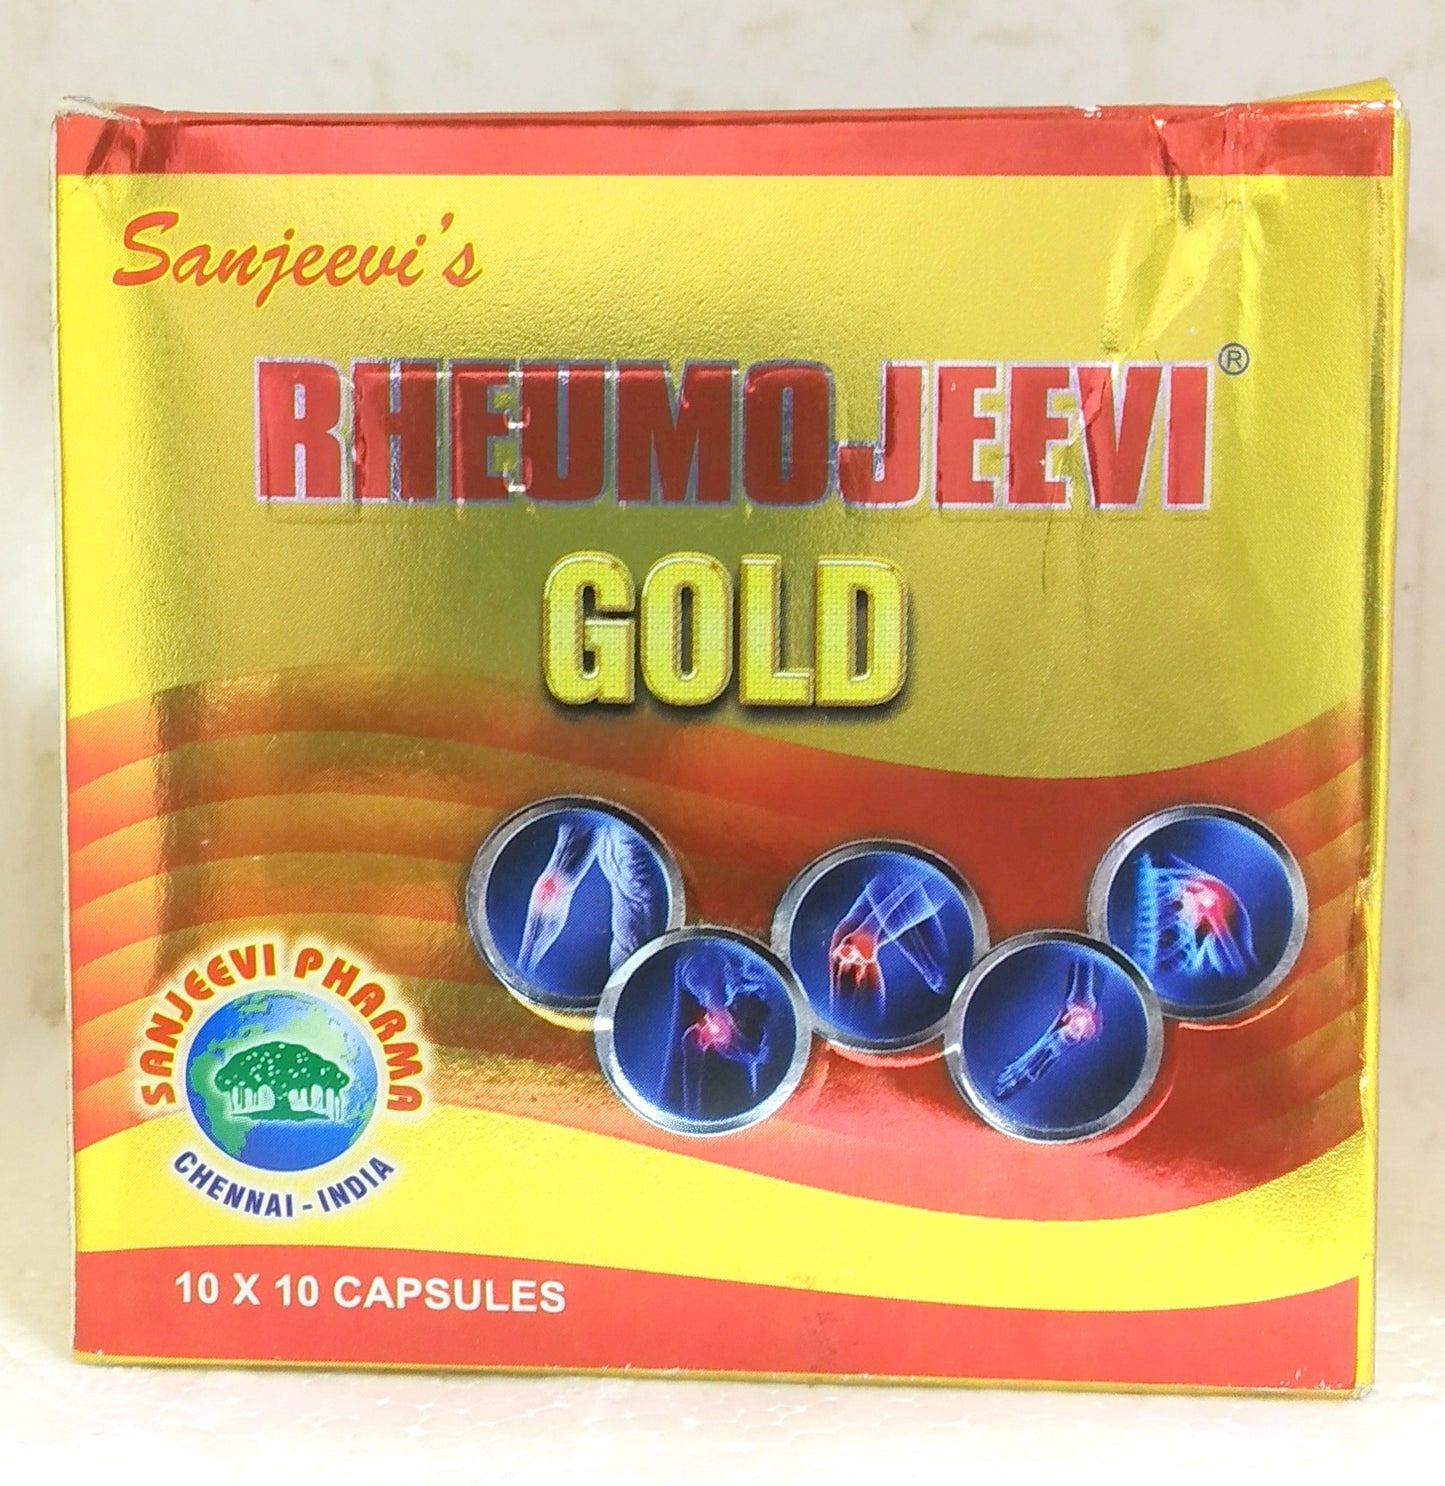 Sanjeevi's
RHEUMOJEEVI®
GOLD
SANJEEVI PHARMA
CHENNAI - INDIA
10 X 10 CAPSULES